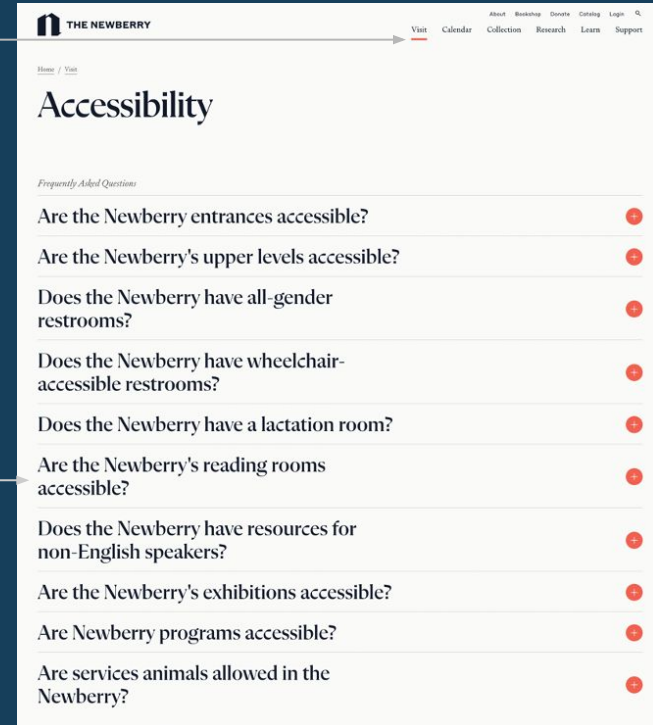 About Bookshop Donate Catalog Login
THE NEWBERRY
Visit Calendar Collection Research Learn Support
Home / Visit
Accessibility
Frequently Asked Questions
Are the Newberry entrances accessible?
Are the Newberry's upper levels accessible?
Does the Newberry have all-gender
restrooms?
Does the Newberry have wheelchair-
accessible restrooms?
Does the Newberry have a lactation room?
Are the Newberry's reading rooms
accessible?
Does the Newberry have resources for
non-English speakers?
Are the Newberry's exhibitions accessible?
Are Newberry programs accessible?
Are services animals allowed in the
Newberry?